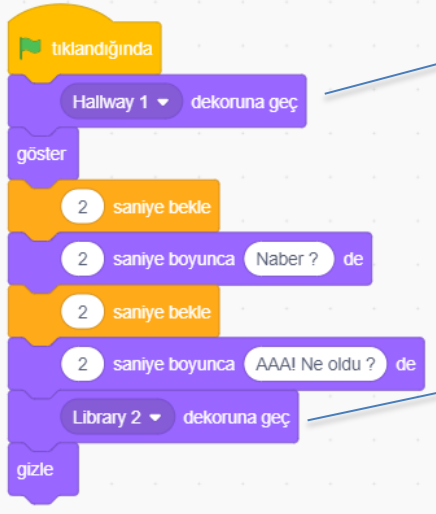 tıklandığında
Hallway 1 dekoruna geç
göster
2 saniye bekle
2 saniye boyunca Naber ? de
2 saniye bekle
2 saniye boyunca AAA! Ne oldu ? de
Library 2 dekoruna geç
gizle